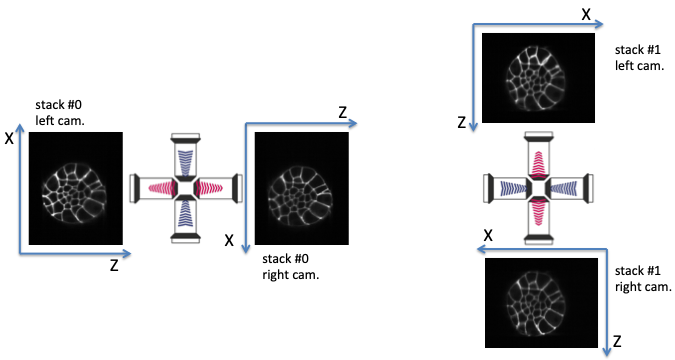 stack #0
left cam.
X
Z
Z
X
stack #0
right cam.
X
Z
stack #1
left cam.
X
Z
stack #1
right cam.